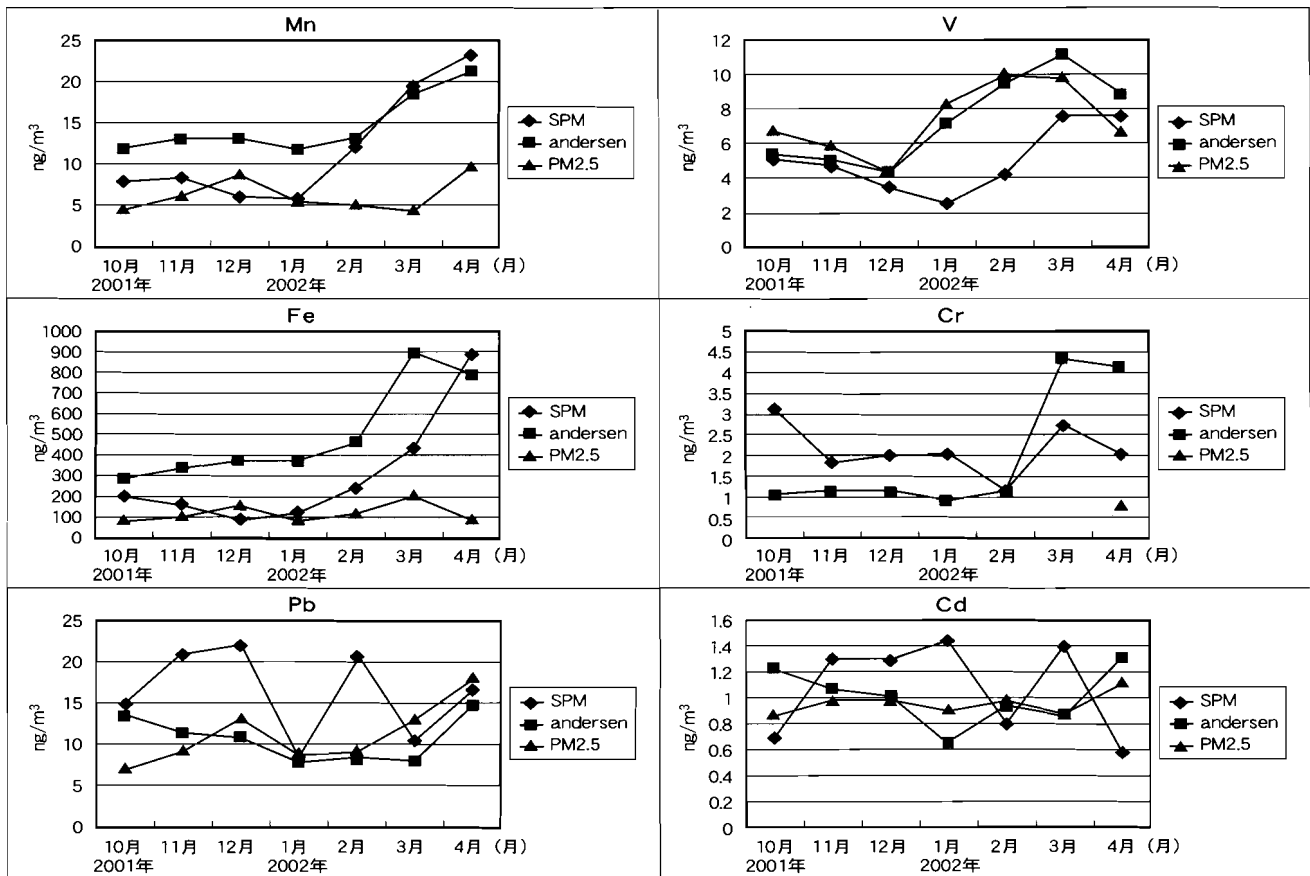 Mn
25
20
15
10
5
0
ng/m³
10月 11月 12月 1月 2月 3月 4月 (月)
2001年 2002年
SPM
andersen
PM2.5
V
12
10
8
6
4
2
0
ng/m³
10月 11月 12月 1月 2月 3月 4月 (月)
2001年 2002年
SPM
andersen
PM2.5
Fe
1000
900
800
700
600
500
400
300
200
100
0
ng/m³
10月 11月 12月 1月 2月 3月 4月 (月)
2001年 2002年
SPM
andersen
PM2.5
Cr
5
4.5
4
3.5
3
2.5
2
1.5
1
0.5
0
ng/m³
10月 11月 12月 1月 2月 3月 4月 (月)
2001年 2002年
SPM
andersen
PM2.5
Pb
25
20
15
10
5
0
ng/m³
10月 11月 12月 1月 2月 3月 4月 (月)
2001年 2002年
SPM
andersen
PM2.5
Cd
1.6
1.4
1.2
1
0.8
0.6
0.4
0.2
0
ng/m³
10月 11月 12月 1月 2月 3月 4月 (月)
2001年 2002年
SPM
andersen
PM2.5